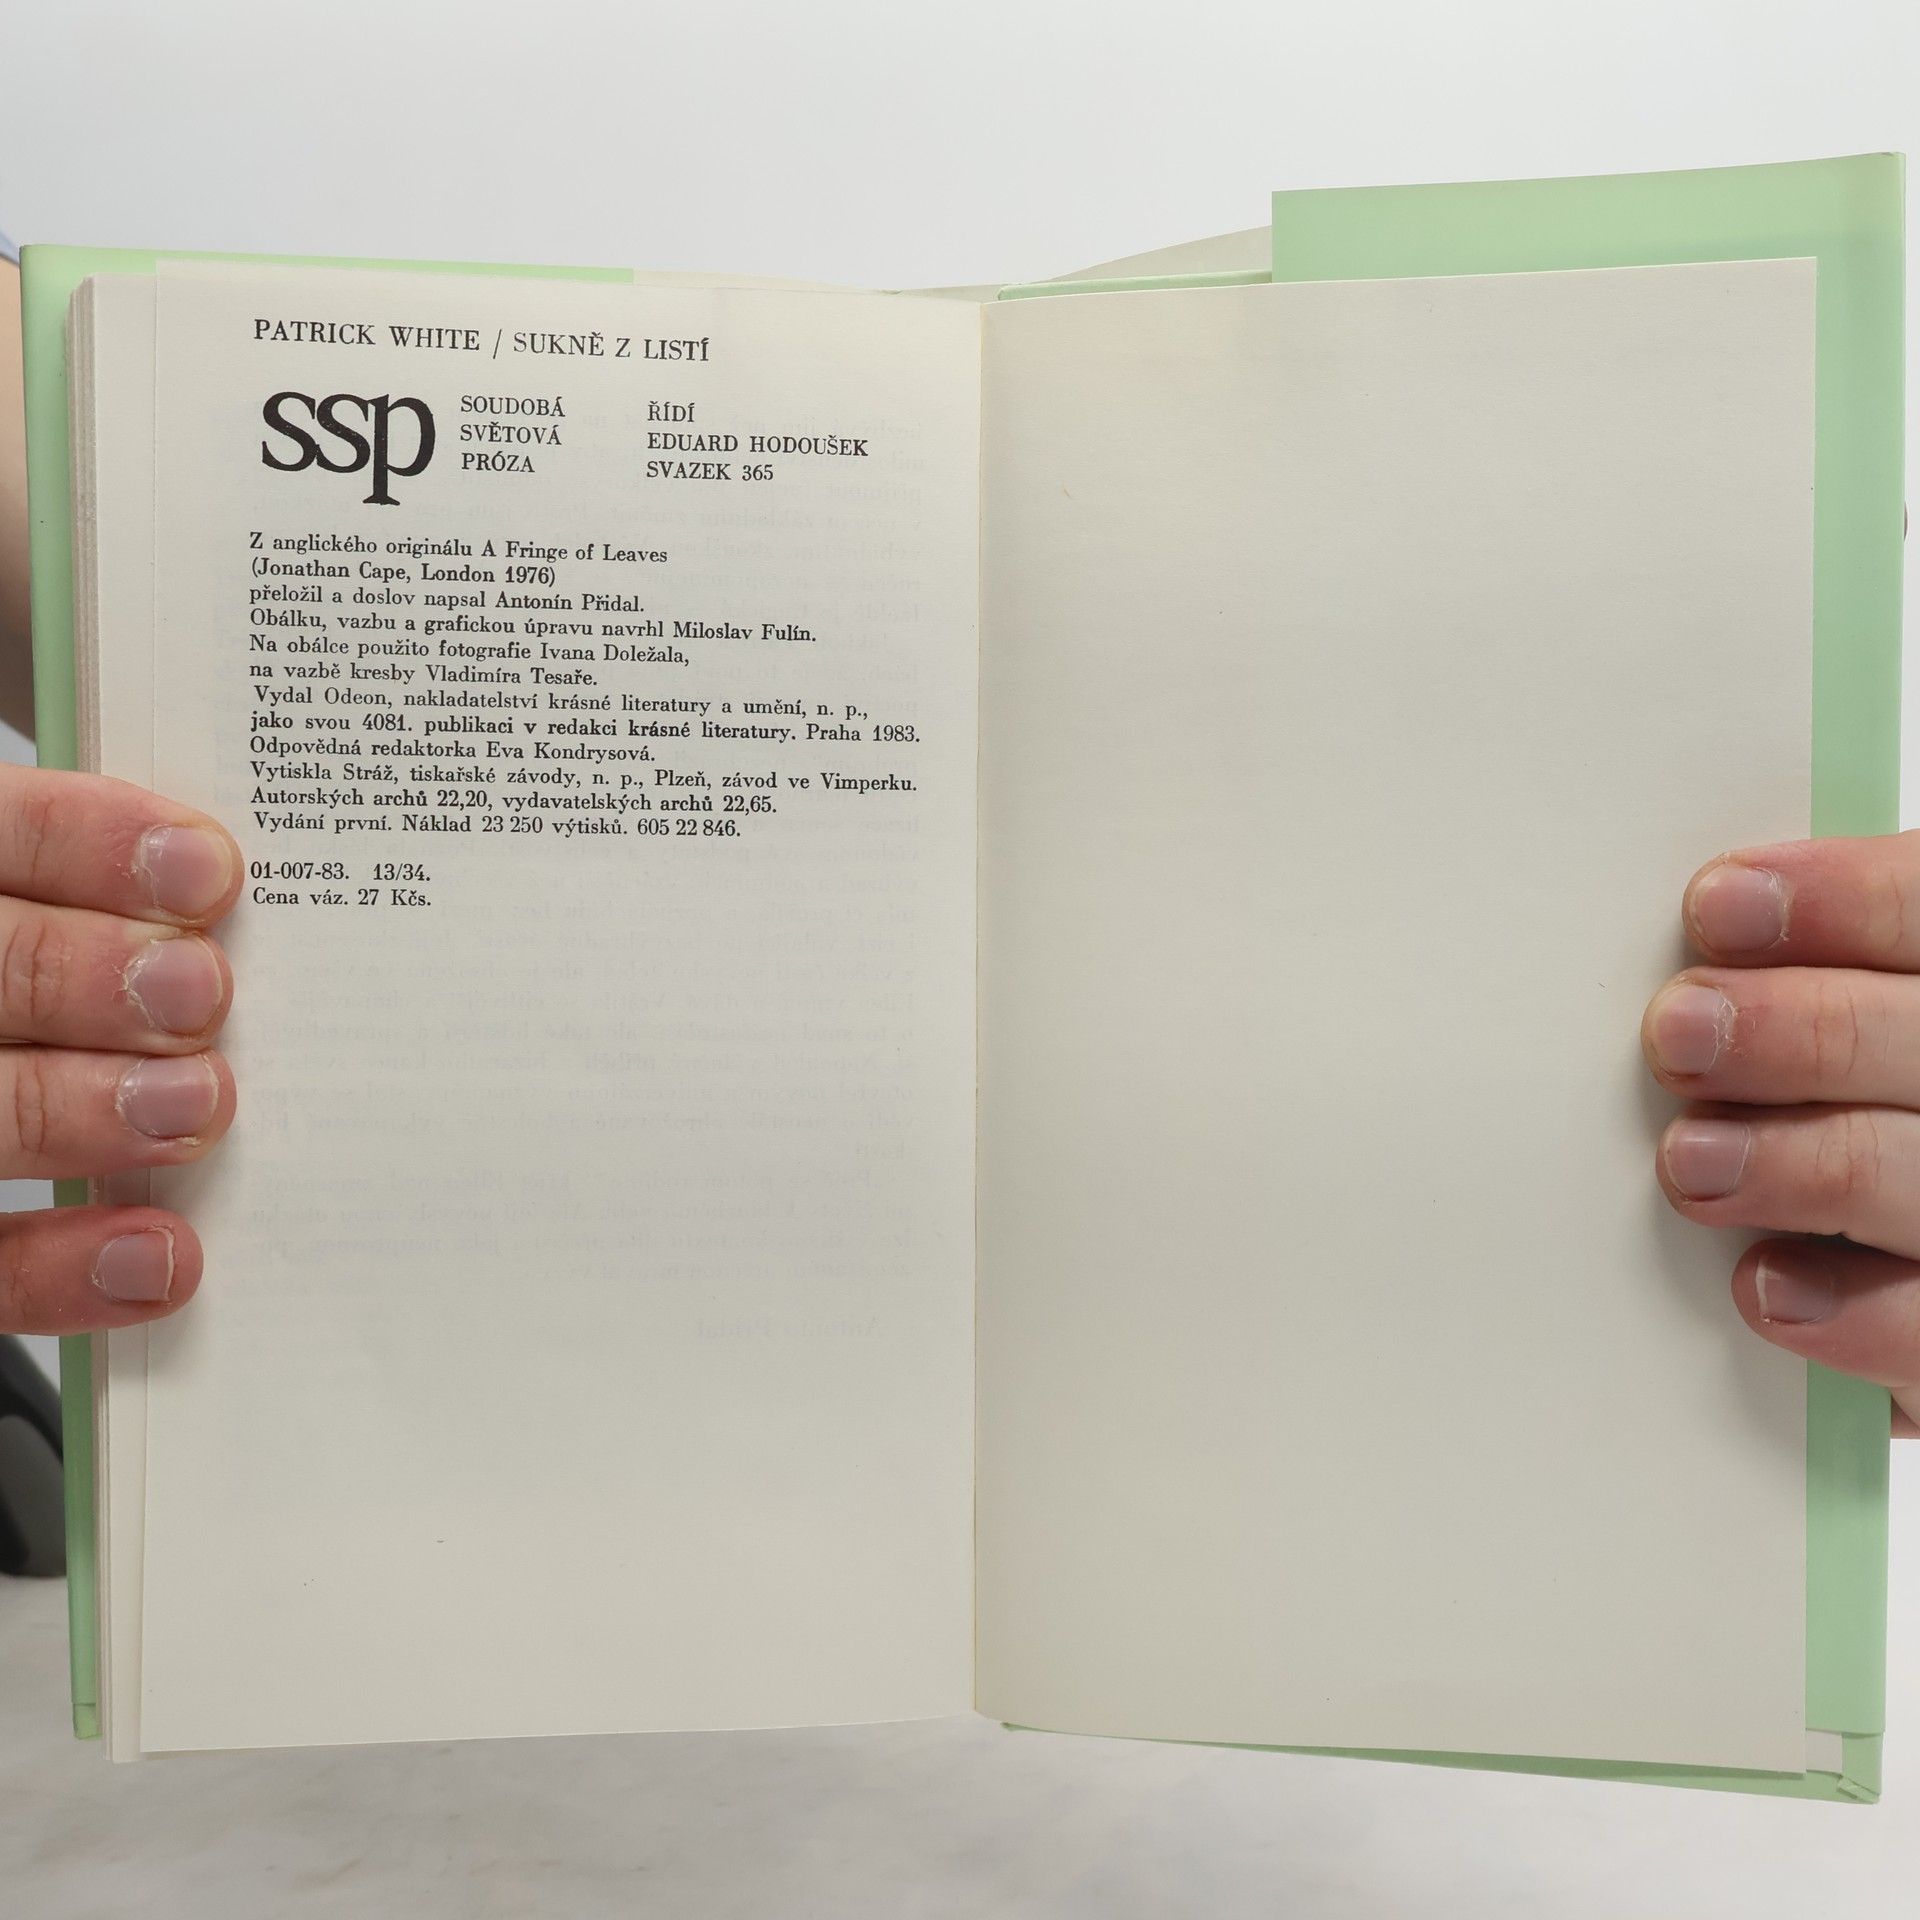 PATRICK WHITE / SUKNĚ Z LISTÍ
ssp
SOUDOBÁ
SVĚTOVÁ
PRÓZA
ŘÍDÍ
EDUARD HODOUŠEK
SVAZEK 365
Z anglického originálu A Fringe of Leaves
(Jonathan Cape, London 1976)
přeložil a doslov napsal Antonín Přidal.
Obálku, vazbu a grafickou úpravu navrhl Miloslav Fulín.
Na obálce použito fotografie Ivana Doležala,
na vazbě kresby Vladimíra Tesaře.
Vydal Odeon, nakladatelství krásné literatury a umění, n. p.,
jako svou 4081. publikaci v redakci krásné literatury. Praha 1983.
Odpovědná redaktorka Eva Kondrysová.
Vytiskla Stráž, tiskařské závody, n. p., Plzeň, závod ve Vimperku.
Autorských archů 22,20, vydavatelských archů 22,65.
Vydání první. Náklad 23 250 výtisků. 605 22 846.
01-007-83. 13/34.
Cena váz. 27 Kčs.